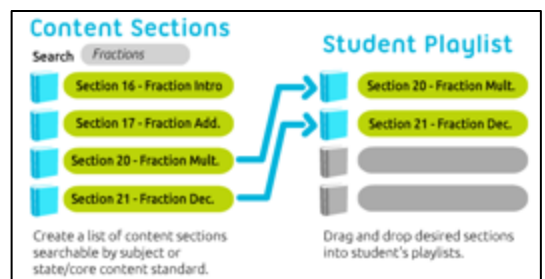 Content Sections
Search Fractions
Section 16 - Fraction Intro
Section 17 - Fraction Add.
Section 20 - Fraction Mult.
Section 21 - Fraction Dec.
Create a list of content sections
searchable by subject or
state/core content standard.
Student Playlist
Section 20 - Fraction Mult.
Section 21 - Fraction Dec.
Drag and drop desired sections
into student's playlists.